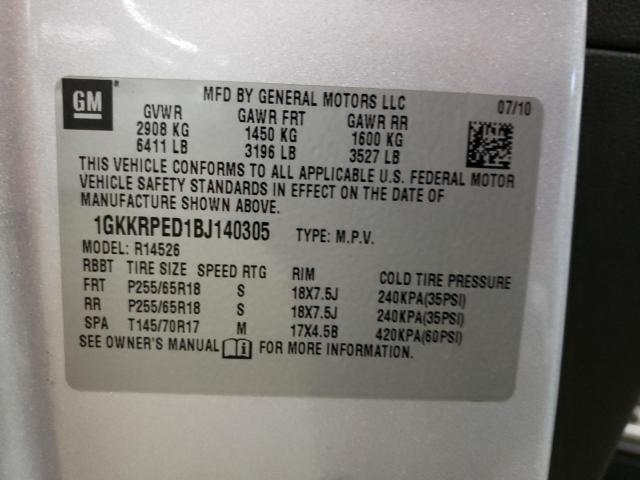 GM
MFD BY GENERAL MOTORS LLC 07/10
GVWR GAWR FRT GAWR RR
2908 KG 1450 KG 1600 KG
6411 LB 3196 LB 3527 LB
THIS VEHICLE CONFORMS TO ALL APPLICABLE U.S. FEDERAL MOTOR
VEHICLE SAFETY STANDARDS IN EFFECT ON THE DATE OF
MANUFACTURE SHOWN ABOVE.
1GKKRPED1BJ140305 TYPE: M.P.V.
MODEL: R14526
RBBT TIRE SIZE SPEED RTG RIM COLD TIRE PRESSURE
FRT P255/65R18 S 18X7.5J 240KPA(35PSI)
RR P255/65R18 S 18X7.5J 240KPA(35PSI)
SPA T145/70R17 M 17X4.5B 420KPA(60PSI)
SEE OWNER'S MANUAL i FOR MORE INFORMATION.